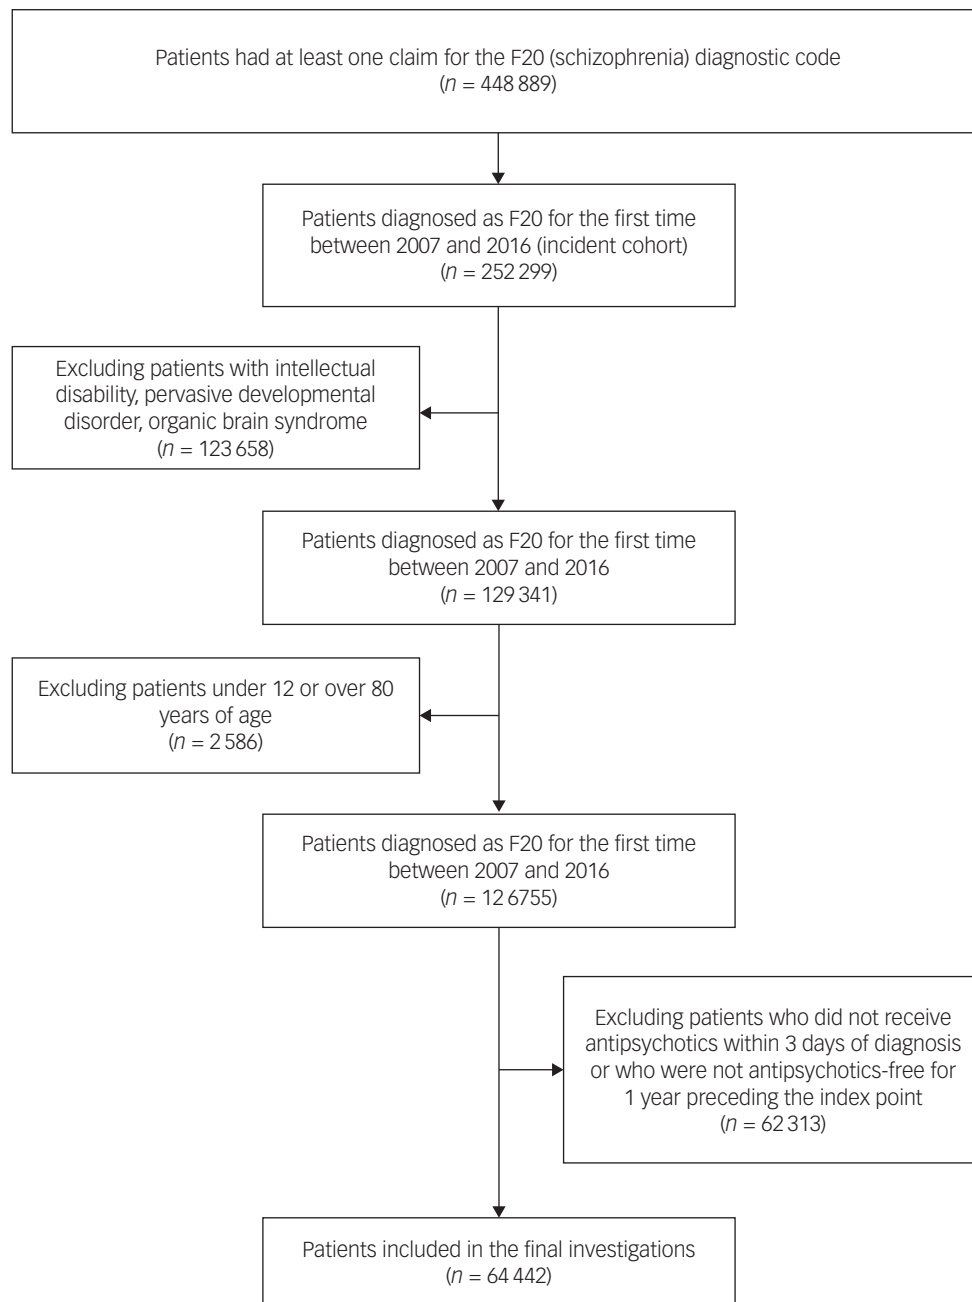 Patients had at least one claim for the F20 (schizophrenia) diagnostic code
(n = 448 889)
Patients diagnosed as F20 for the first time
between 2007 and 2016 (incident cohort)
(n = 252 299)
Excluding patients with intellectual
disability, pervasive developmental
disorder, organic brain syndrome
(n = 123 658)
Patients diagnosed as F20 for the first time
between 2007 and 2016
(n = 129 341)
Excluding patients under 12 or over 80
years of age
(n = 2 586)
Patients diagnosed as F20 for the first time
between 2007 and 2016
(n = 12 6755)
Excluding patients who did not receive
antipsychotics within 3 days of diagnosis
or who were not antipsychotics-free for
1 year preceding the index point
(n = 62 313)
Patients included in the final investigations
(n = 64 442)